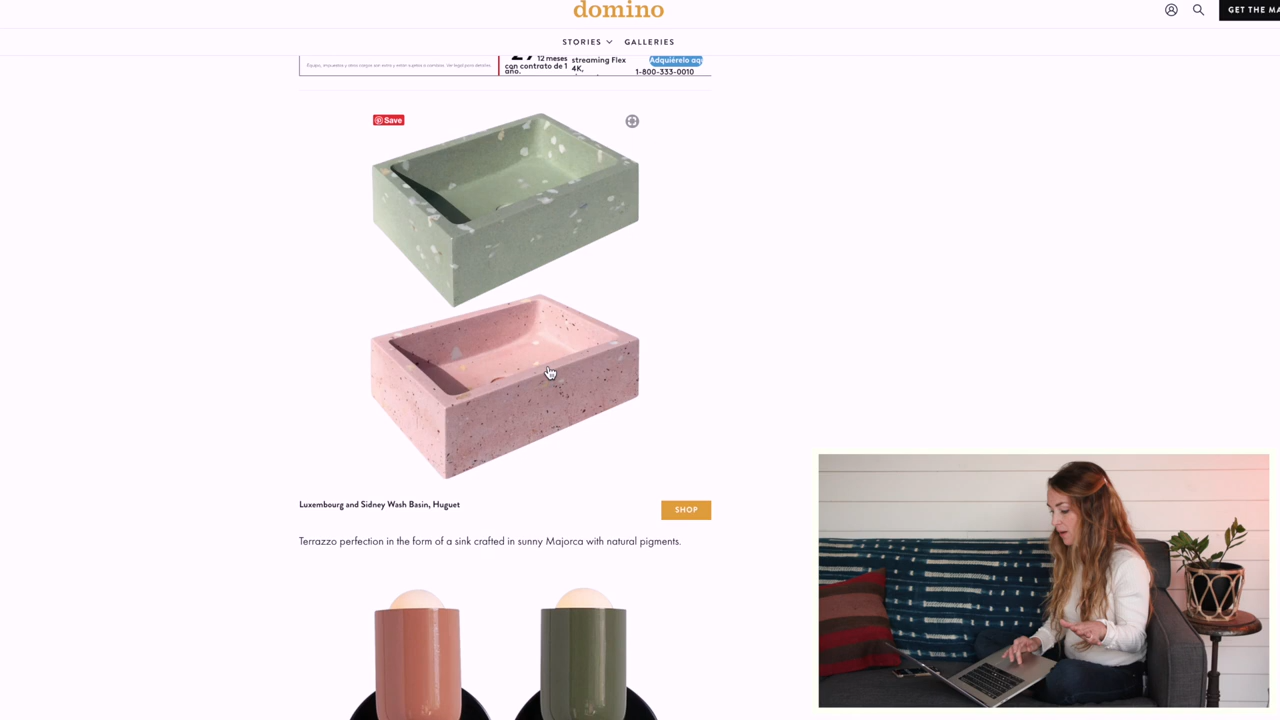 domino
GET THE MA
STORIES
GALLERIES
12 meses
con contrato de 1
año.
streaming Flex
4K,
Adquiérelo aq
1-800-333-0010
Save
Luxembourg and Sidney Wash Basin, Huguet
SHOP
Terrazzo perfection in the form of a sink crafted in sunny Majorca with natural pigments.